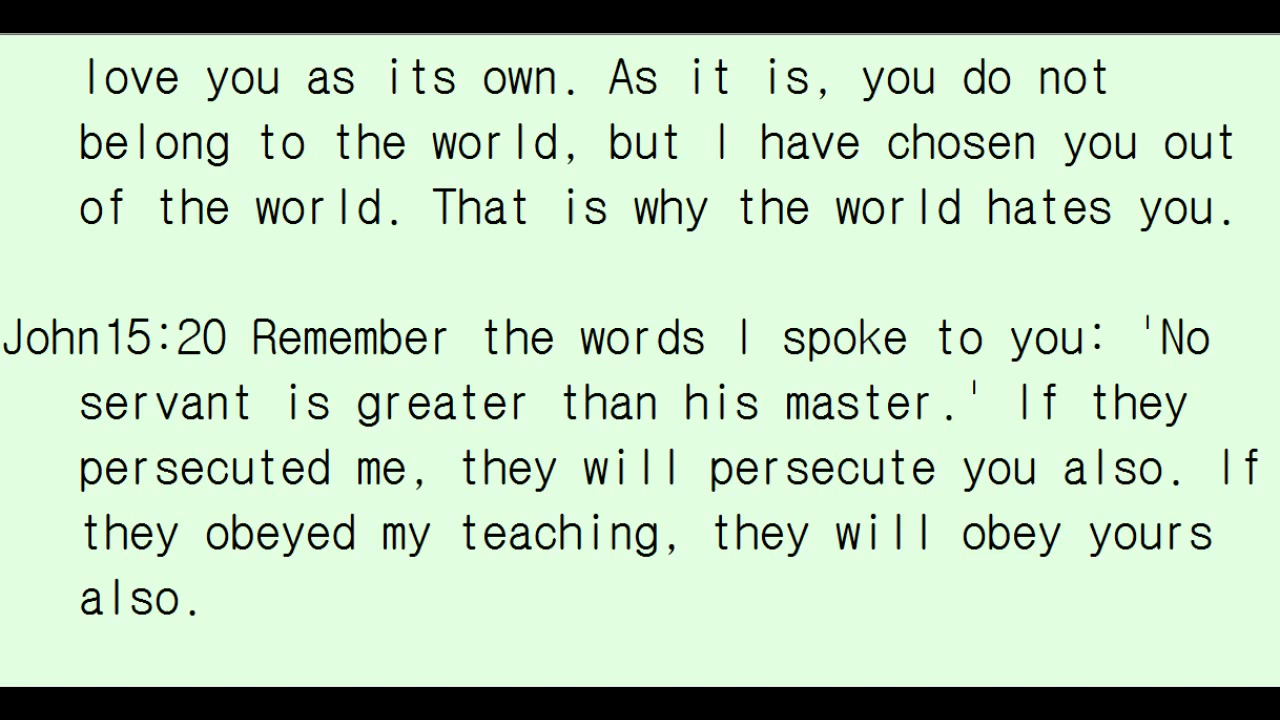 love you as its own. As it is, you do not
belong to the world, but I have chosen you out
of the world. That is why the world hates you.
John15:20 Remember the words I spoke to you: 'No
servant is greater than his master.' If they
persecuted me, they will persecute you also. If
they obeyed my teaching, they will obey yours
also.